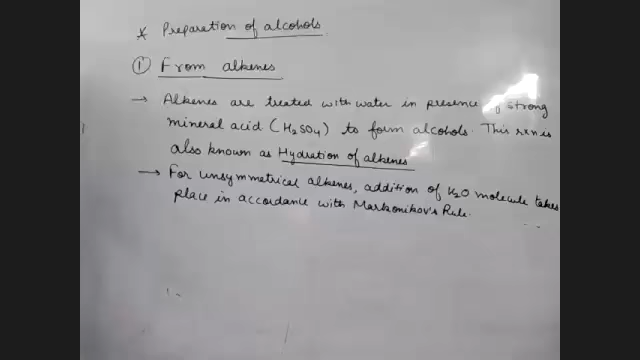 * Preparation of alcohols
① From alkenes
→ Alkenes are treated with water in presence of strong
mineral acid (H₂SO₄) to form alcohols. This rxn is
also known as Hydration of alkenes
→ For unsymmetrical alkenes, addition of H₂O molecule takes
place in accordance with Markonikov's Rule.